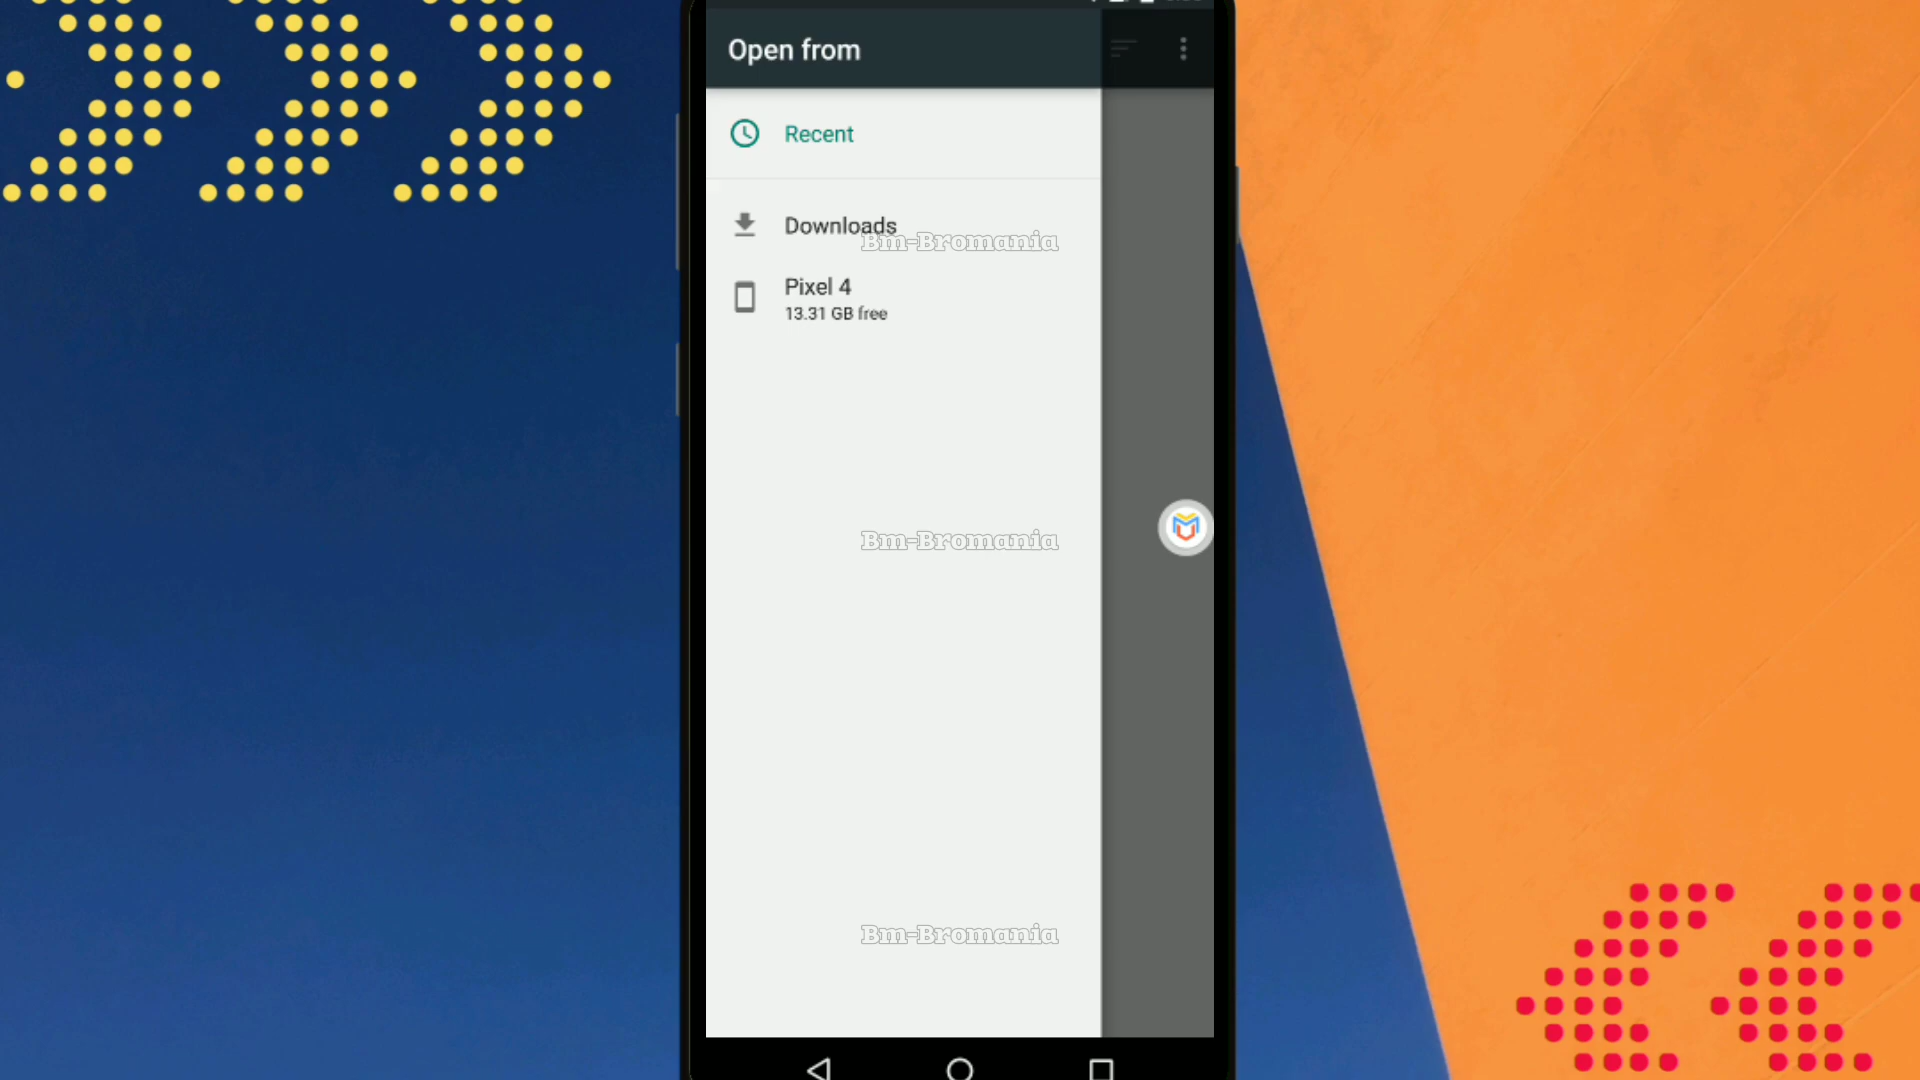 Open from
Recent
Downloads
Bm-Bromania
Pixel 4
13.31 GB free
Bm-Bromania
Bm-Bromania